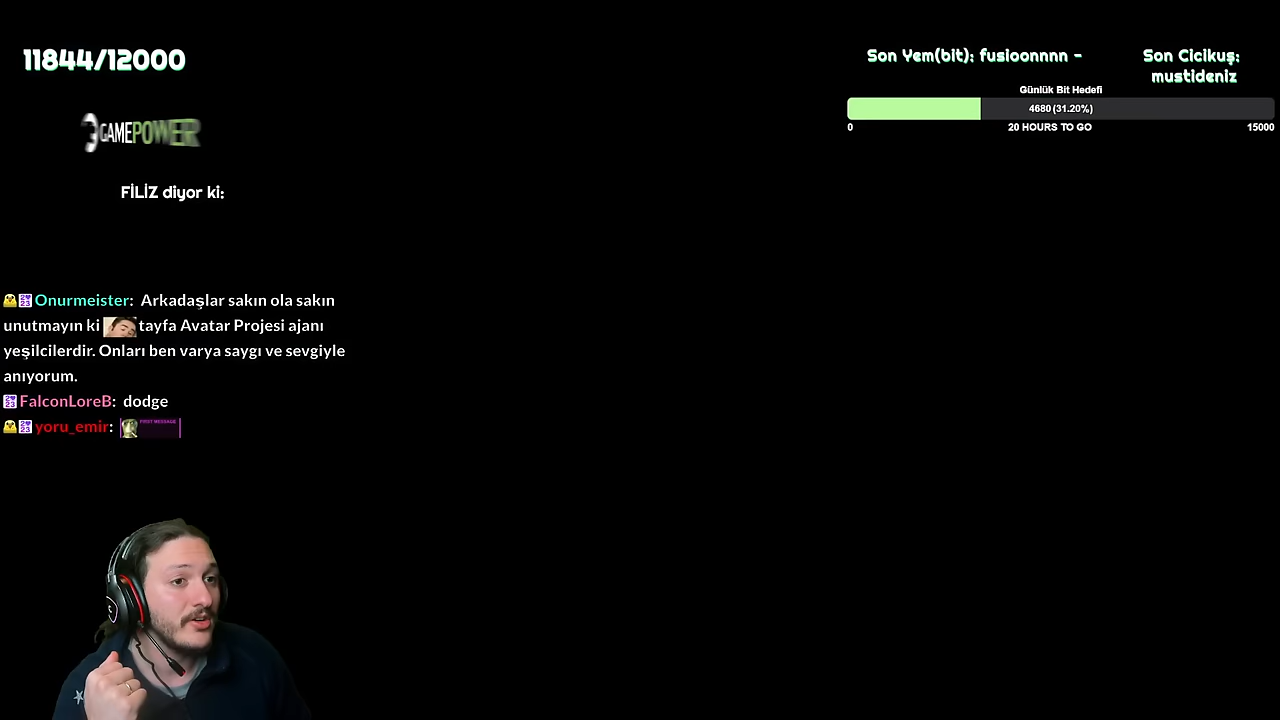 11844/12000
Son Yem(bit): fusioonnnn -
Son Cicikuş:
mustideniz
Günlük Bit Hedefi
4680 (31.20%)
0
20 HOURS TO GO
15000
GAMEPOWER
FİLİZ diyor ki:
Onurmeister: Arkadaşlar sakın ola sakın
unutmayın ki tayfa Avatar Projesi ajanı
yeşilcilerdir. Onları ben varya saygı ve sevgiyle
anıyorum.
FalconLoreB: dodge
yoru_emir:
FIRST MESSAGE